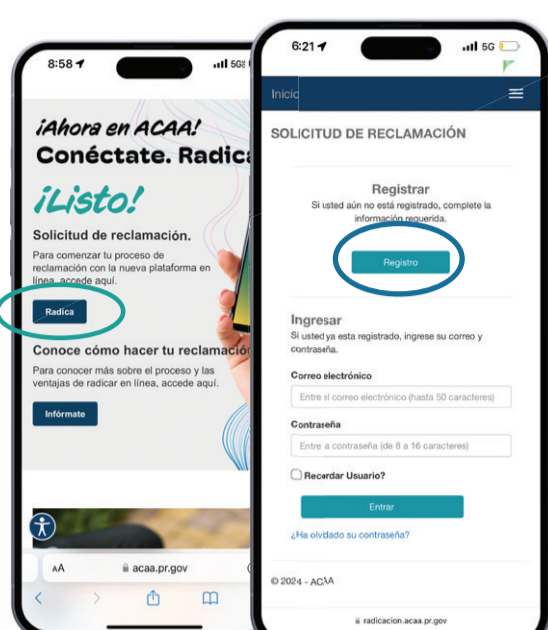 8:58
5G
¡Ahora en ACAA!
Conéctate. Radica
¡Listo!
Solicitud de reclamación.
Para comenzar tu proceso de
reclamación con la nueva plataforma en
línea, accede aquí.
Radica
Conoce cómo hacer tu reclamación
Para conocer más sobre el proceso y las
ventajas de radicar en línea, accede aquí.
Infórmate
AA
acaa.pr.gov
6:21
5G
Inicio
SOLICITUD DE RECLAMACIÓN
Registrar
Si usted aún no está registrado, complete la
información requerida.
Registro
Ingresar
Si usted ya esta registrado, ingrese su correo y
contraseña.
Correo electrónico
Entre el correo electrónico (hasta 50 caracteres)
Contraseña
Entre a contraseña (de 8 a 16 caracteres)
Recordar Usuario?
Entrar
¿Ha olvidado su contraseña?
© 2024 - ACAA
radicacion.acaa.pr.gov